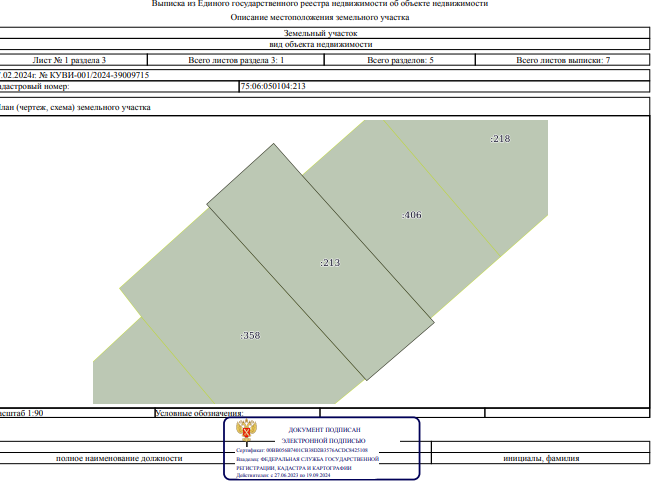 Выписка из Единого государственного реестра недвижимости об объекте недвижимости
Описание местоположения земельного участка
Земельный участок
вид объекта недвижимости
Лист № 1 раздела 3 Всего листов раздела 3: 1 Всего разделов: 5 Всего листов выписки: 7
.02.2024г. № КУВИ-001/2024-39009715
адастровый номер: 75:06:050104:213
План (чертеж, схема) земельного участка
:218
:406
:213
:358
асштаб 1:90 Условные обозначения:
ДОКУМЕНТ ПОДПИСАН
ЭЛЕКТРОННОЙ ПОДПИСЬЮ
Сертификат:
Владелец: ФЕДЕРАЛЬНАЯ СЛУЖБА ГОСУДАРСТВЕННОЙ
РЕГИСТРАЦИИ, КАДАСТРА И КАРТОГРАФИИ
Действителен: с 27.06.2023 по 19.09.2024
полное наименование должности инициалы, фамилия